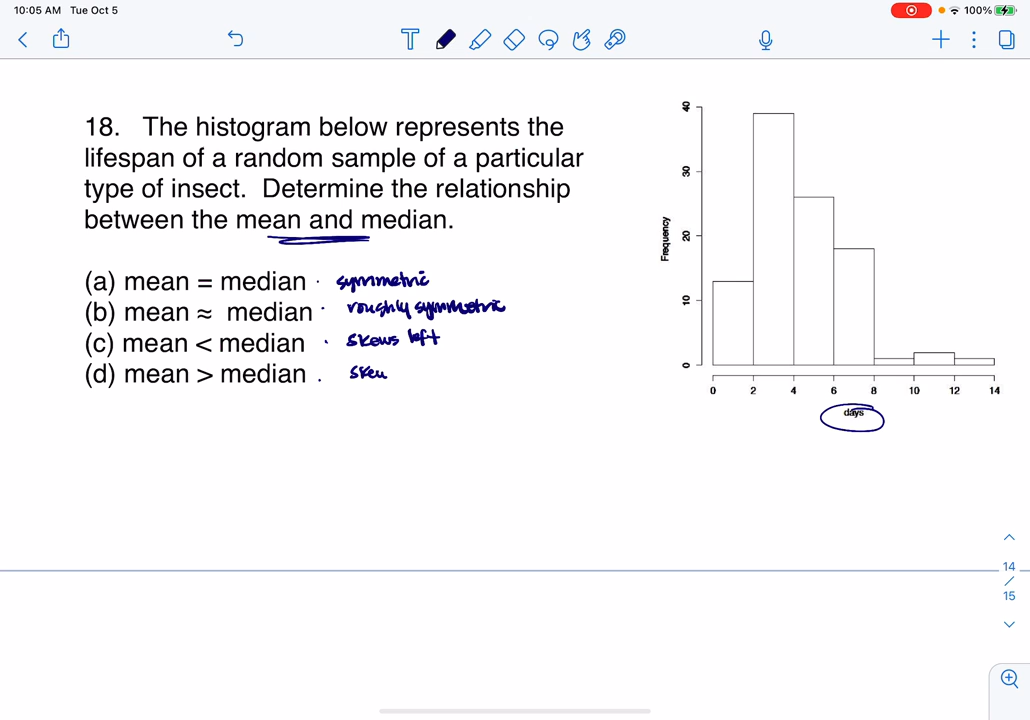 10:05 AM Tue Oct 5
100%
18. The histogram below represents the
lifespan of a random sample of a particular
type of insect. Determine the relationship
between the mean and median.
(a) mean = median · symmetric
(b) mean ≈ median · roughly symmetric
(c) mean < median · skews left
(d) mean > median . skew
40
30
20
10
0
Frequency
0 2 4 6 8 10 12 14
days
14
/
15